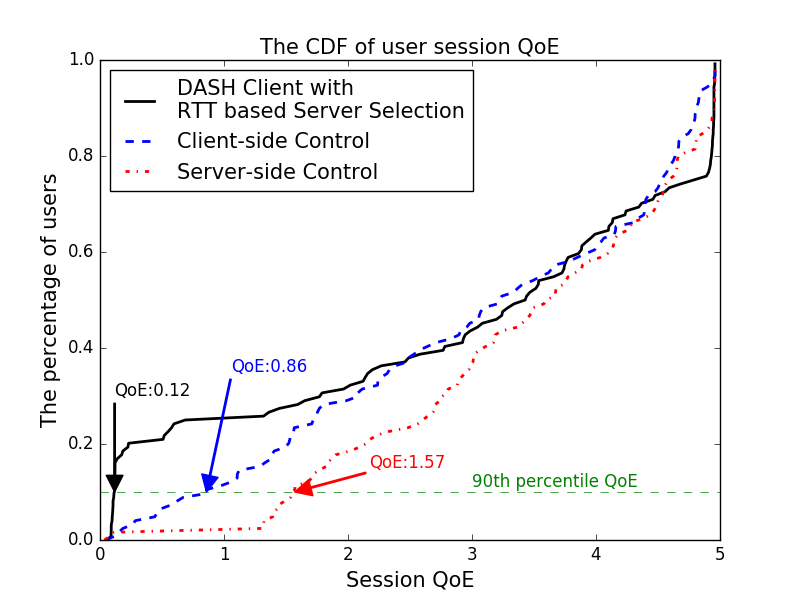 The CDF of user session QoE
1.0
0.8
0.6
0.4
0.2
0.0
The percentage of users
DASH Client with
RTT based Server Selection
Client-side Control
Server-side Control
QoE:0.86
QoE:0.12
QoE:1.57
90th percentile QoE
0 1 2 3 4 5
Session QoE